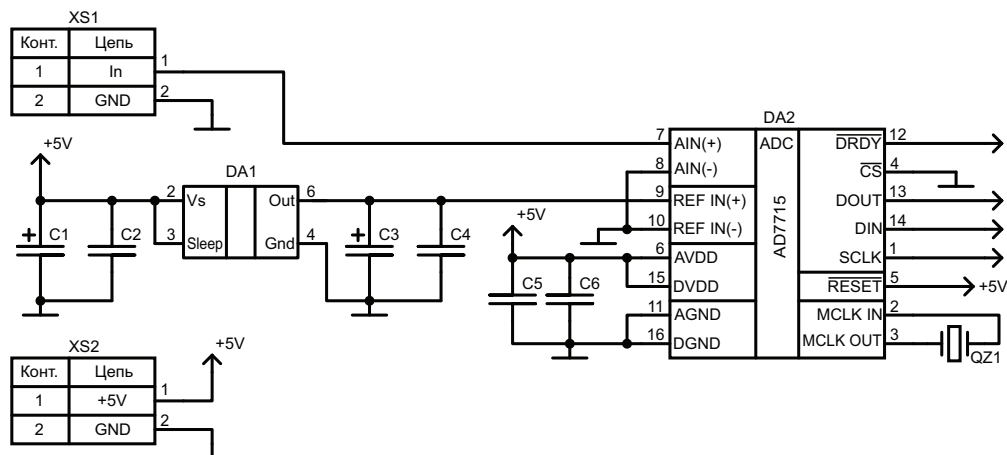 XS1
Конт. Цепь
1 In 1
2 GND 2
+5V
DA1
2 Vs Out 6
3 Sleep Gnd 4
C1 C2 C3 C4
+ +
+5V
C5 C6
DA2
ADC
AD7715
7 AIN(+)
8 AIN(-)
9 REF IN(+)
10 REF IN(-)
6 AVDD
15 DVDD
11 AGND
16 DGND
DRDY 12
CS 4
DOUT 13
DIN 14
SCLK 1
RESET 5
+5V
MCLK IN 2
MCLK OUT 3
QZ1
XS2
Конт. Цепь
1 +5V 1
2 GND 2
+5V